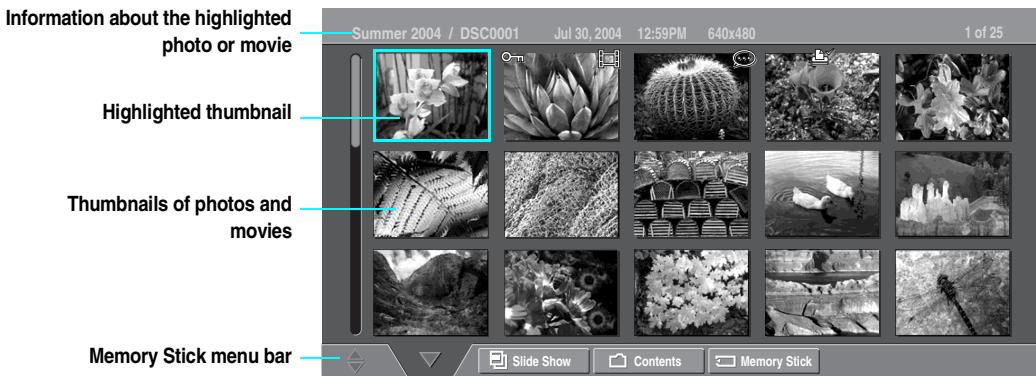 Information about the highlighted
photo or movie
Summer 2004 / DSC0001 Jul 30, 2004 12:59PM 640x480 1 of 25
Highlighted thumbnail
Thumbnails of photos and
movies
Memory Stick menu bar
Slide Show Contents Memory Stick